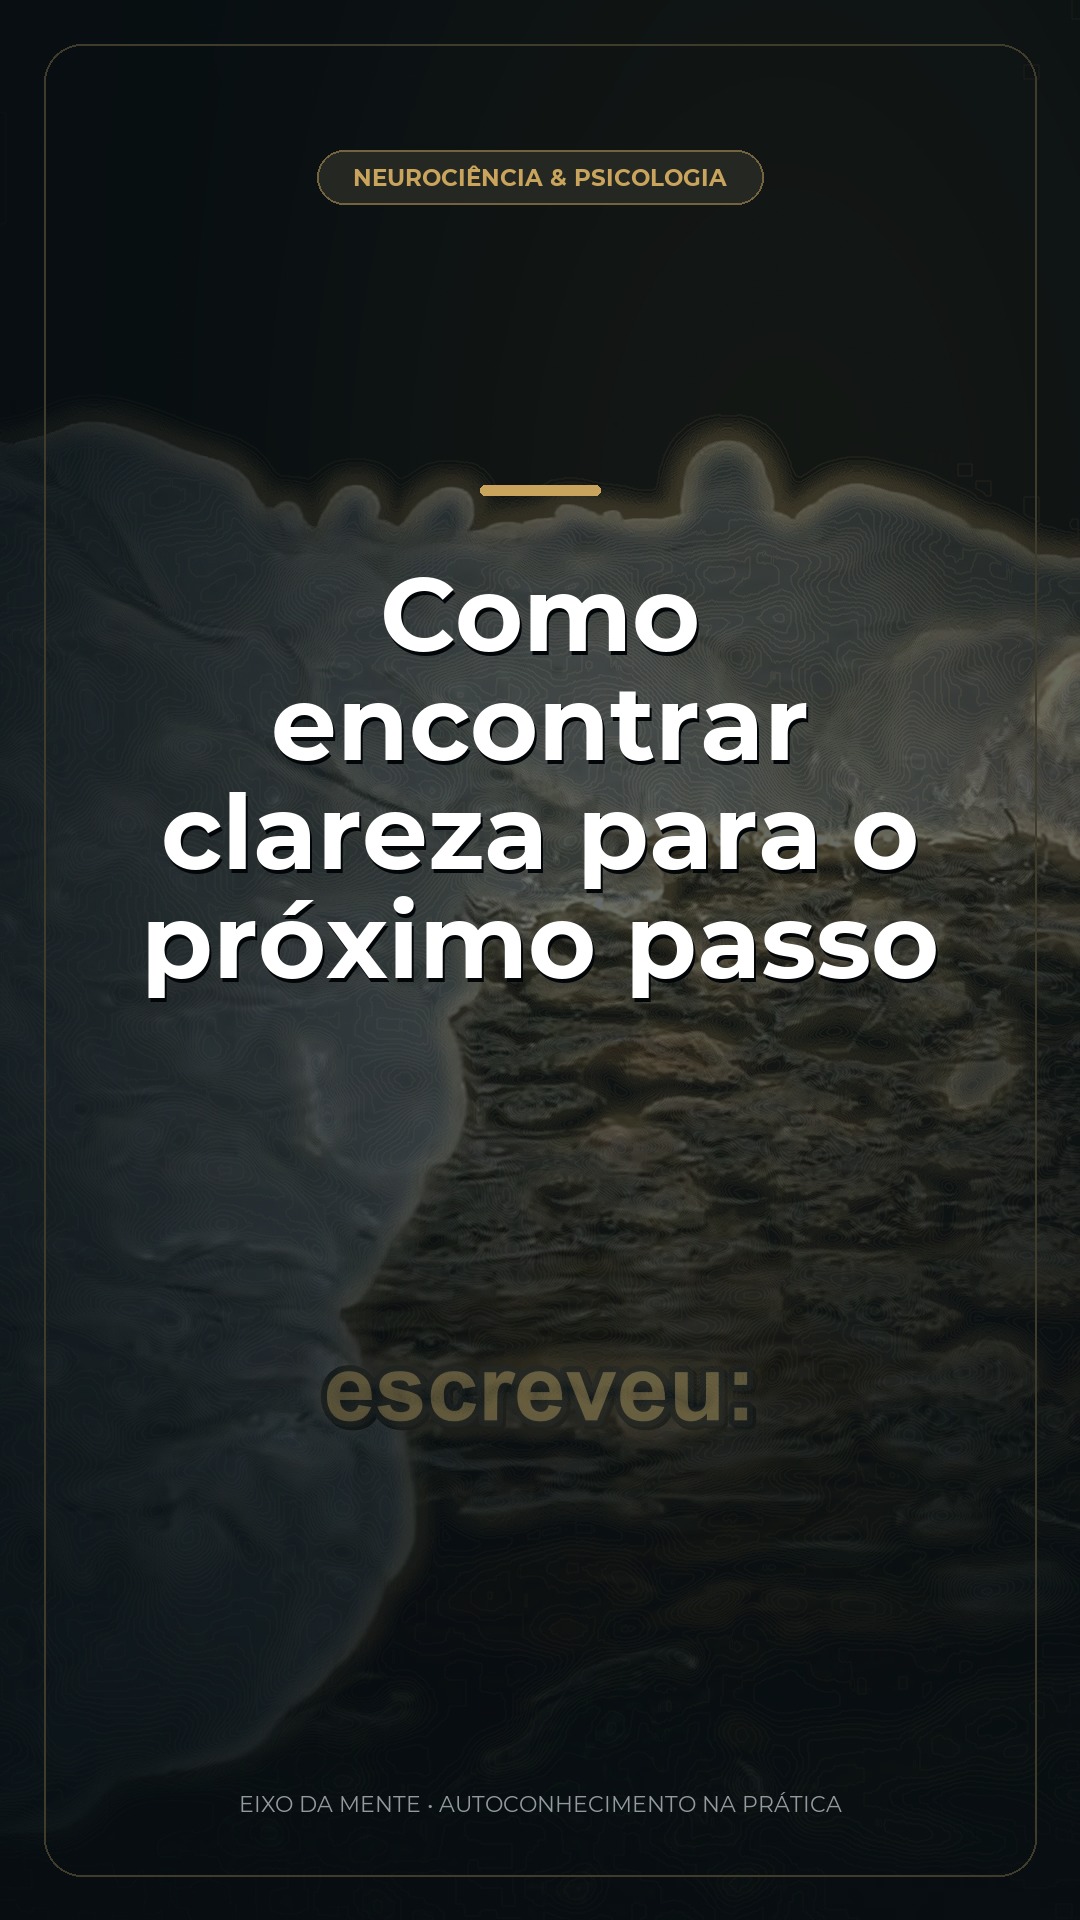 NEUROCIÊNCIA & PSICOLOGIA
Como
encontrar
clareza para o
próximo passo
escreveu:
EIXO DA MENTE • AUTOCONHECIMENTO NA PRÁTICA